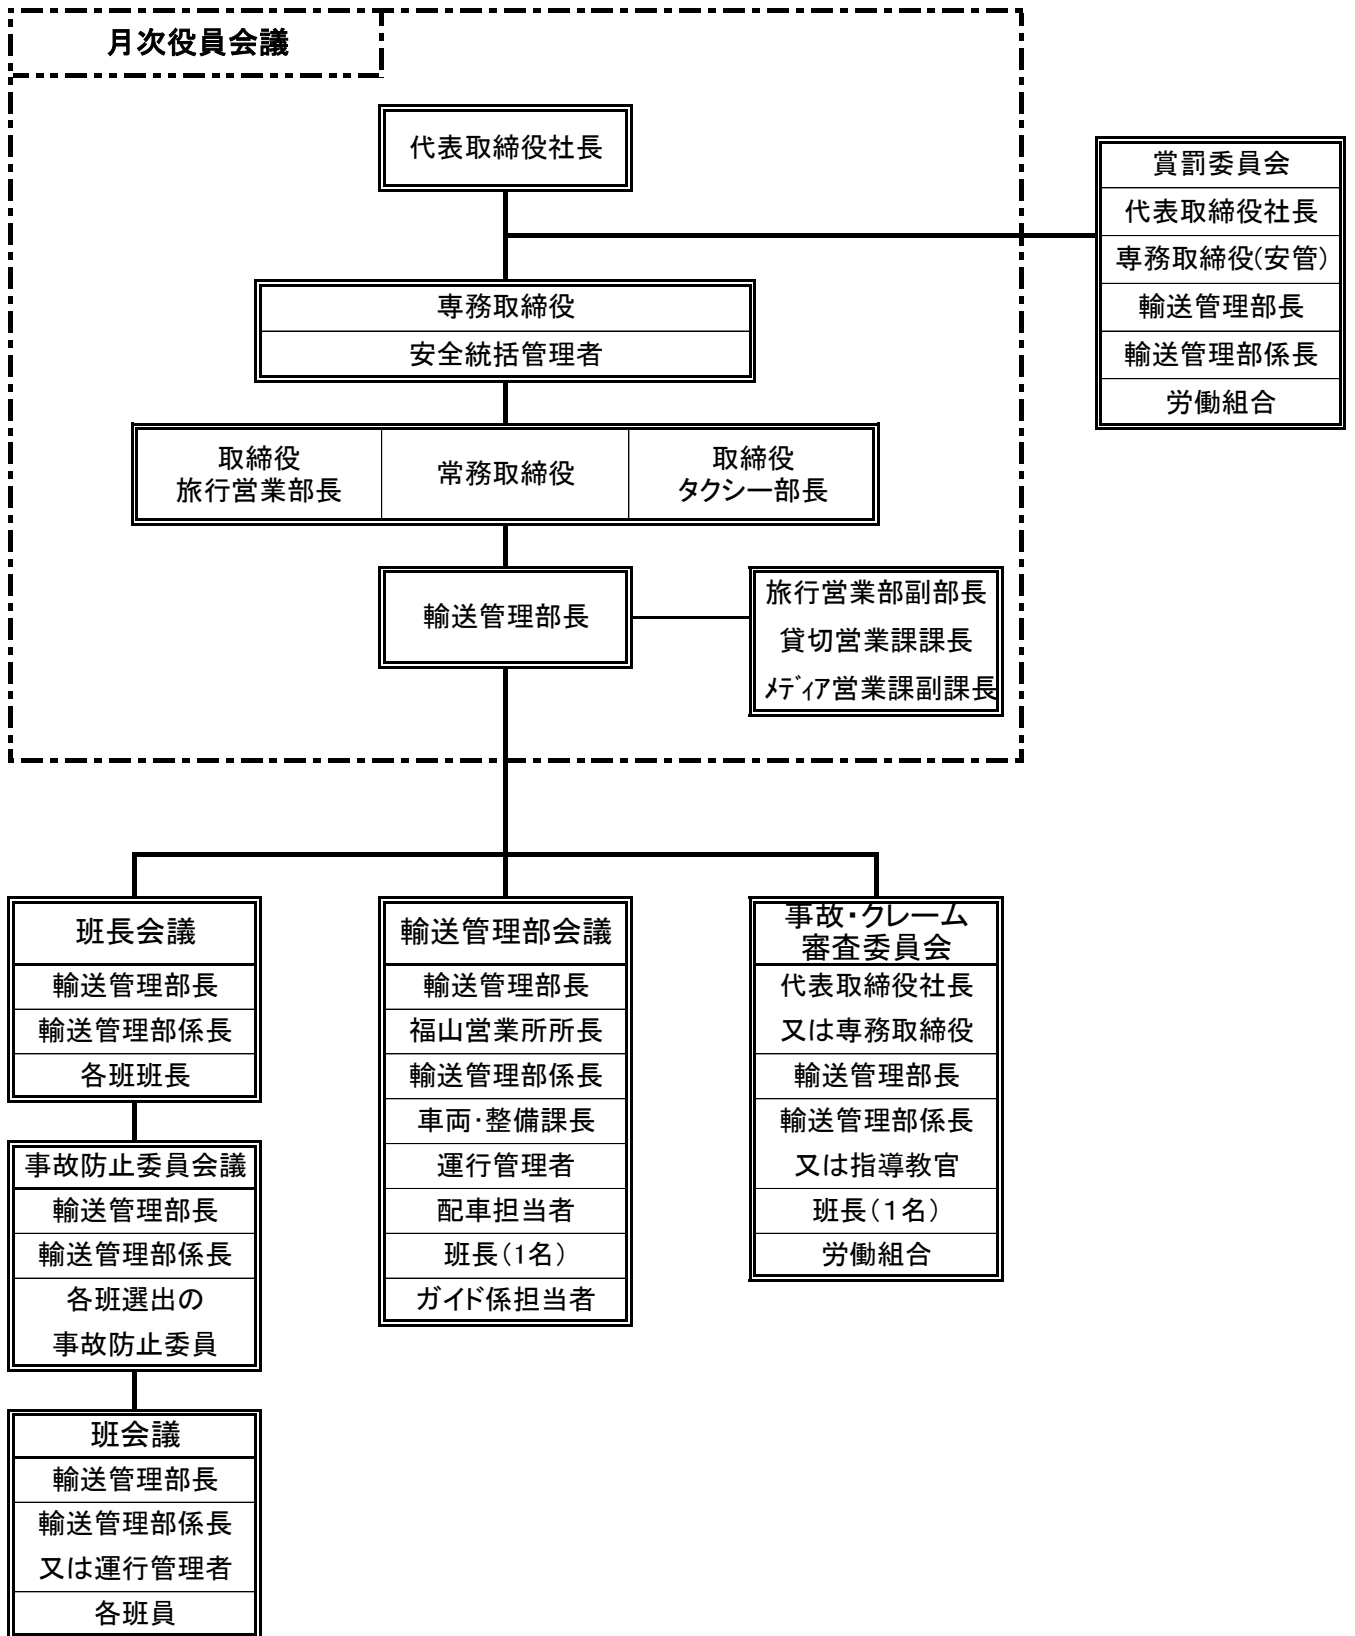 月次役員会議
代表取締役社長
賞罰委員会
代表取締役社長
専務取締役(安管)
輸送管理部長
輸送管理部係長
労働組合
専務取締役
安全統括管理者
取締役
旅行営業部長
常務取締役
取締役
タクシー部長
輸送管理部長
旅行営業部副部長
貸切営業課課長
ﾒﾃﾞｨｱ営業課副課長
班長会議
輸送管理部長
輸送管理部係長
各班班長
事故防止委員会議
輸送管理部長
輸送管理部係長
各班選出の
事故防止委員
班会議
輸送管理部長
輸送管理部係長
又は運行管理者
各班員
輸送管理部会議
輸送管理部長
福山営業所所長
輸送管理部係長
車両･整備課長
運行管理者
配車担当者
班長(1名)
ガイド係担当者
事故・クレーム
審査委員会
代表取締役社長
又は専務取締役
輸送管理部長
輸送管理部係長
又は指導教官
班長(１名)
労働組合